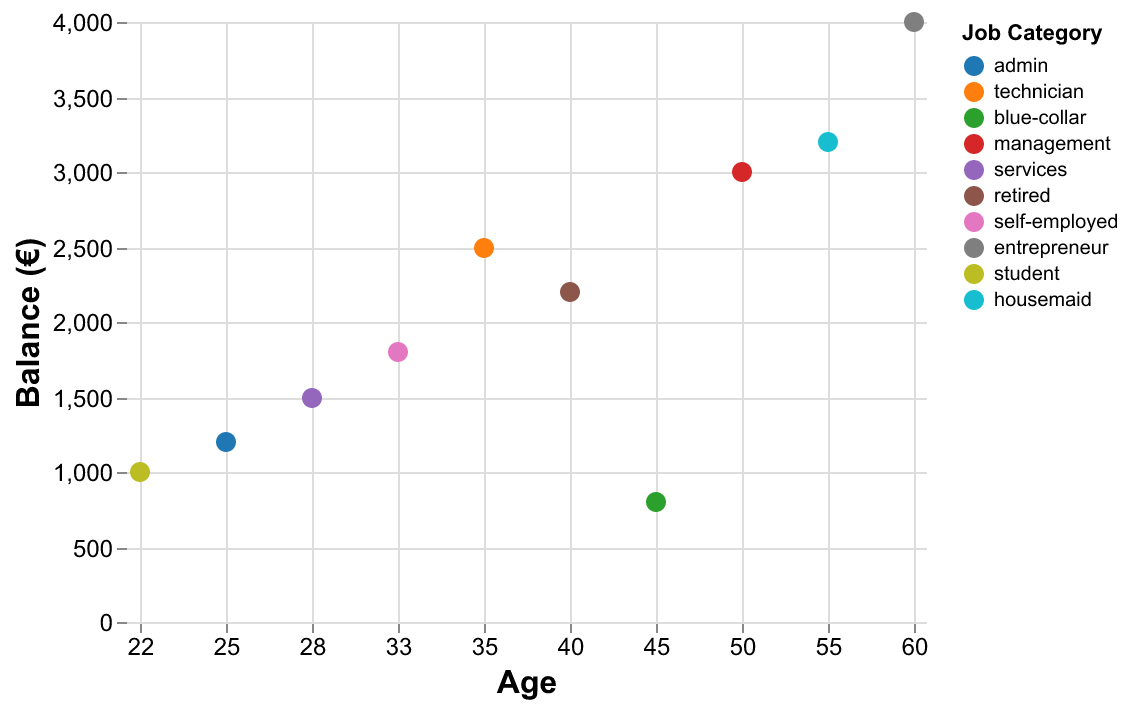 4,000
3,500
3,000
2,500
2,000
1,500
1,000
500
0
Balance (€)
22 25 28 33 35 40 45 50 55 60
Age
Job Category
admin
technician
blue-collar
management
services
retired
self-employed
entrepreneur
student
housemaid